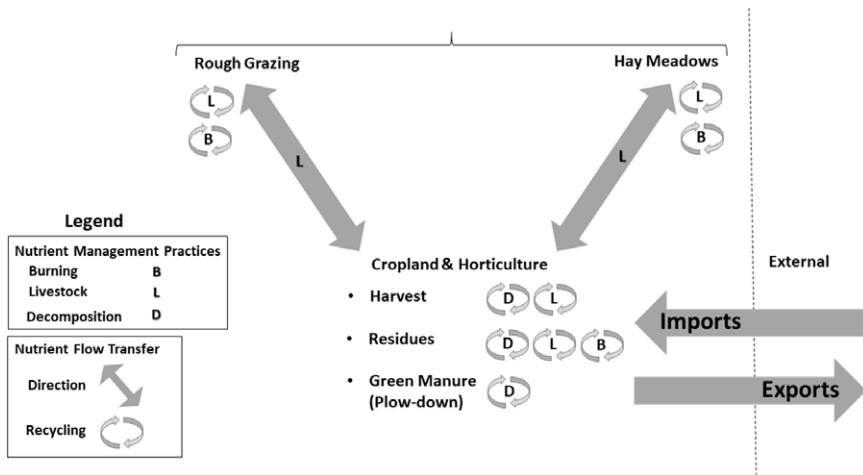 Rough Grazing
Hay Meadows
L
L
B
B
L
L
Legend
Nutrient Management Practices
Burning B
Livestock L
Decomposition D
Nutrient Flow Transfer
Direction
Recycling
Cropland & Horticulture
• Harvest D L
• Residues D L B
• Green Manure D
(Plow-down)
External
Imports
Exports